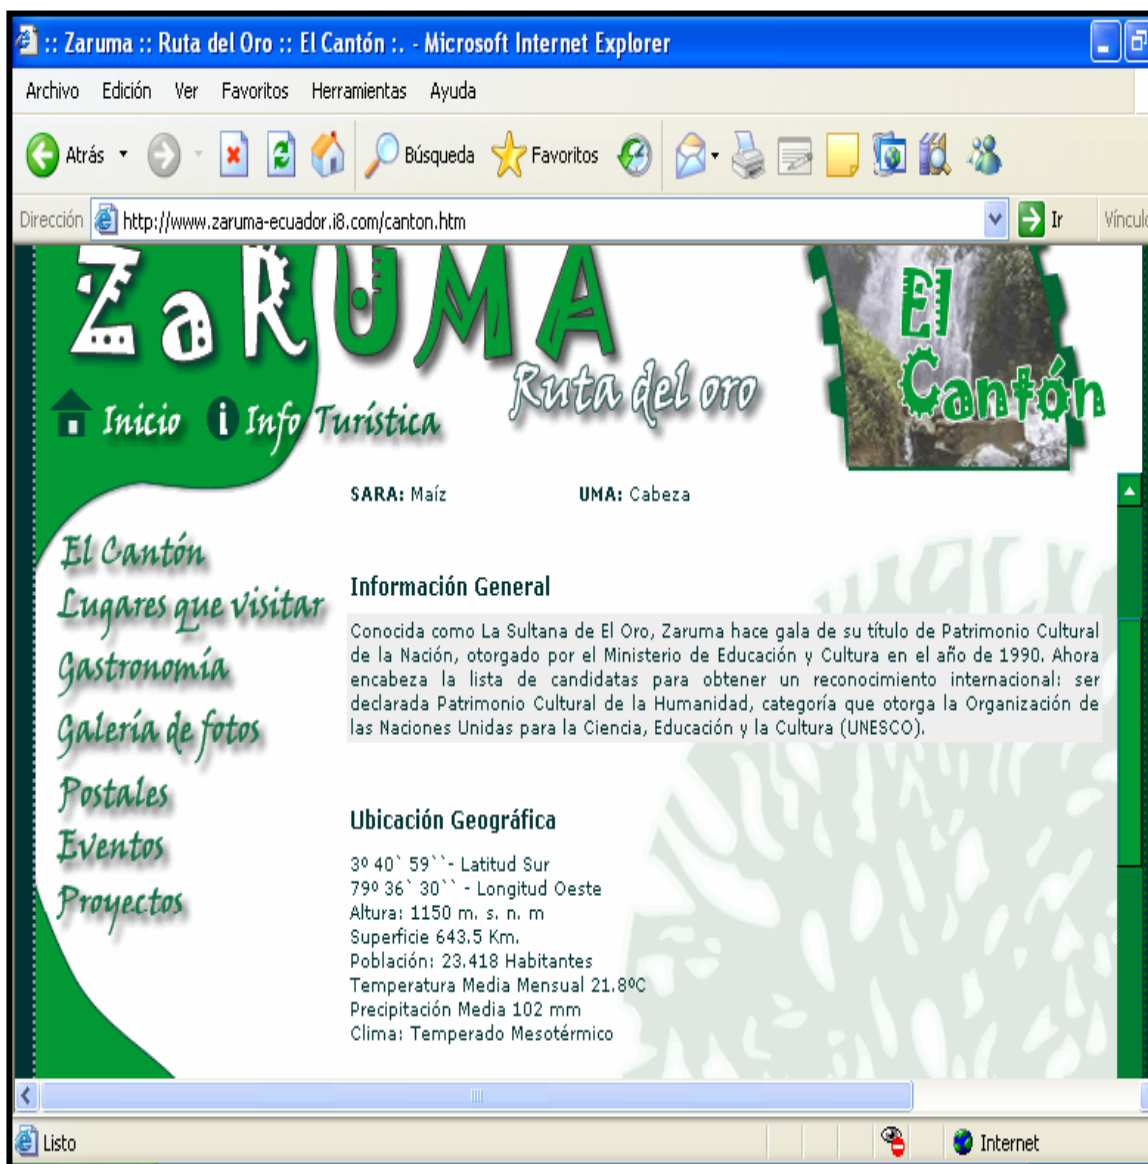 :: Zaruma :: Ruta del Oro :: El Cantón :. - Microsoft Internet Explorer
Archivo Edición Ver Favoritos Herramientas Ayuda
Atrás Búsqueda Favoritos
Dirección http://www.zaruma-ecuador.i8.com/canton.htm Ir
ZaRUMA
Ruta del oro
El
Cantón
Inicio i Info Turística
SARA: Maíz UMA: Cabeza
El Cantón
Lugares que visitar
Gastronomía
Galería de fotos
Postales
Eventos
Proyectos
Información General
Conocida como La Sultana de El Oro, Zaruma hace gala de su título de Patrimonio Cultural
de la Nación, otorgado por el Ministerio de Educación y Cultura en el año de 1990. Ahora
encabeza la lista de candidatas para obtener un reconocimiento internacional: ser
declarada Patrimonio Cultural de la Humanidad, categoría que otorga la Organización de
las Naciones Unidas para la Ciencia, Educación y la Cultura (UNESCO).
Ubicación Geográfica
3º 40` 59``- Latitud Sur
79º 36` 30`` - Longitud Oeste
Altura: 1150 m. s. n. m
Superficie 643.5 Km.
Población: 23.418 Habitantes
Temperatura Media Mensual 21.8ºC
Precipitación Media 102 mm
Clima: Temperado Mesotérmico
Listo Internet